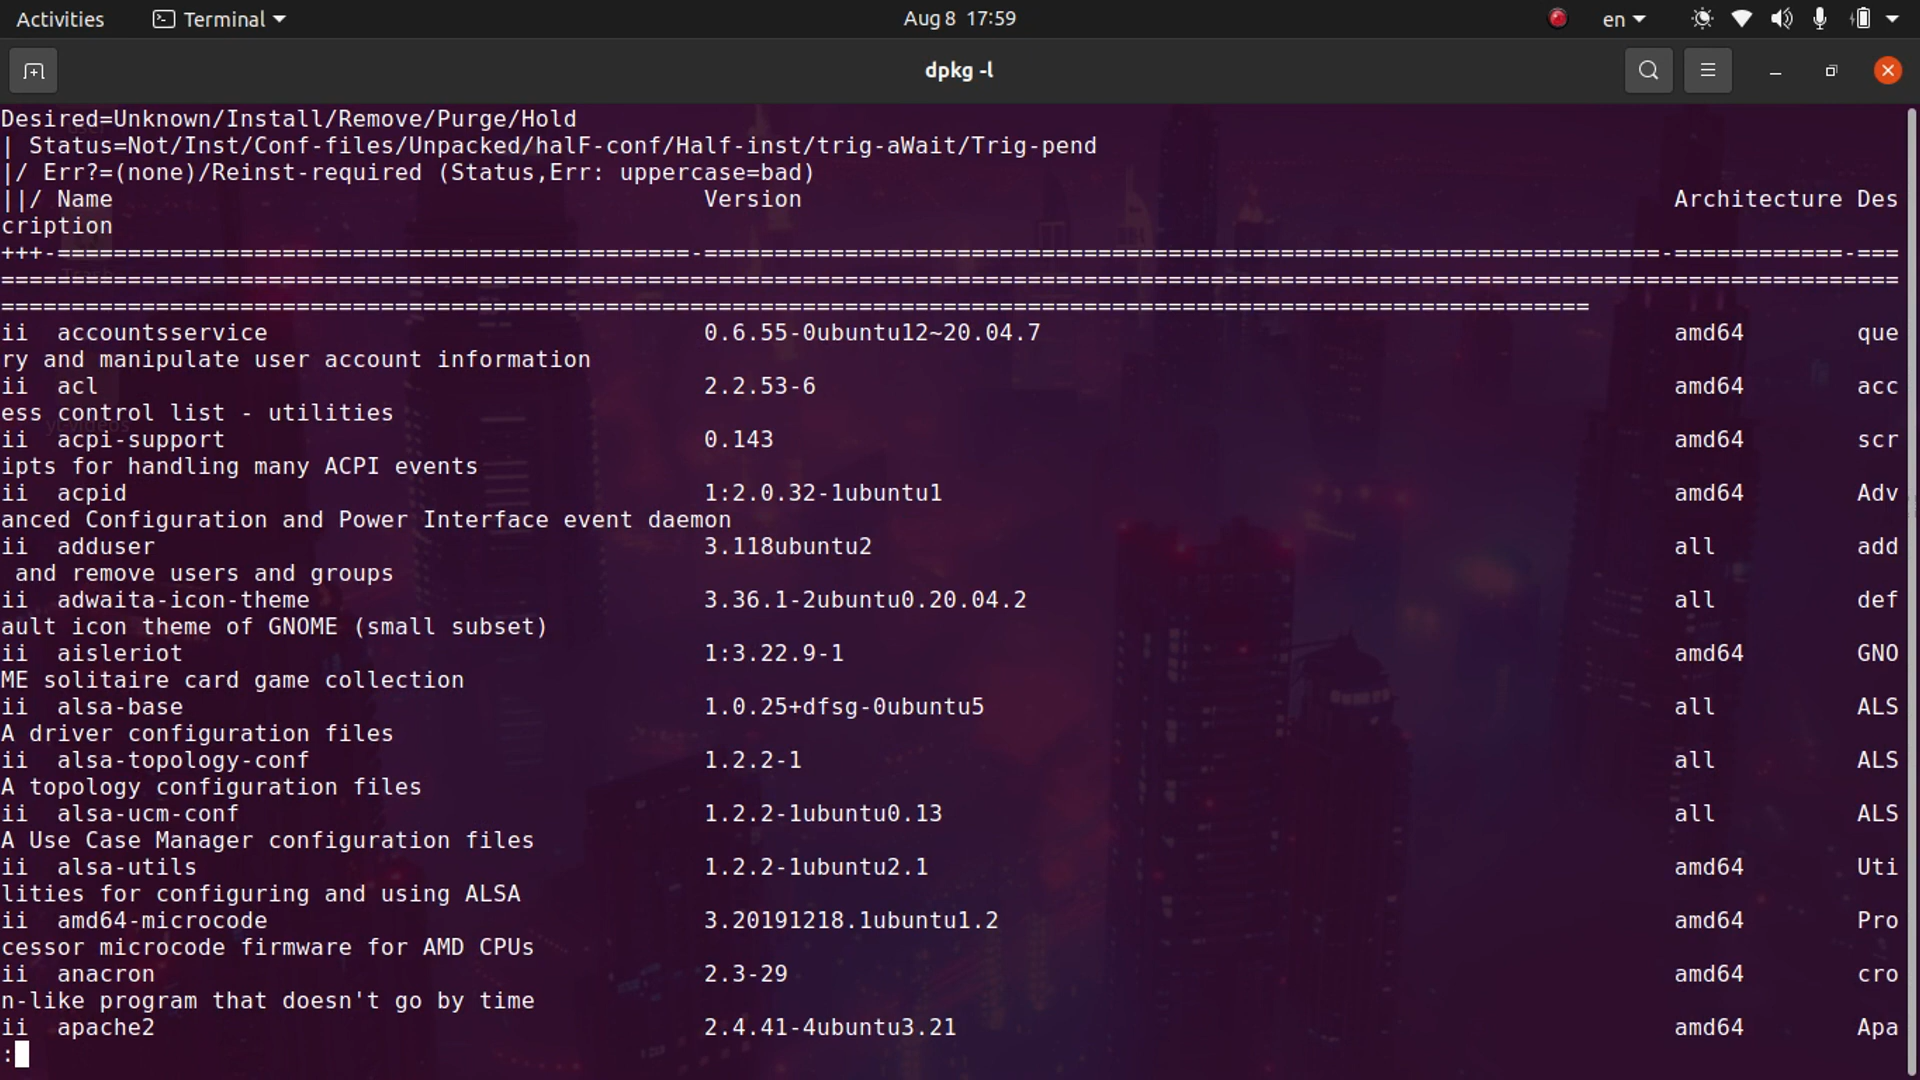 Activities Terminal Aug 8 17:59 en
dpkg -l
Desired=Unknown/Install/Remove/Purge/Hold
| Status=Not/Inst/Conf-files/Unpacked/halF-conf/Half-inst/trig-aWait/Trig-pend
|/ Err?=(none)/Reinst-required (Status,Err: uppercase=bad)
||/ Name Version Architecture Des
cription
+++-=============================================-====================================================================-============-===
=======================================================================================================================================
=================================================================================================================
ii accountsservice 0.6.55-0ubuntu12~20.04.7 amd64 que
ry and manipulate user account information
ii acl 2.2.53-6 amd64 acc
ess control list - utilities
ii acpi-support 0.143 amd64 scr
ipts for handling many ACPI events
ii acpid 1:2.0.32-1ubuntu1 amd64 Adv
anced Configuration and Power Interface event daemon
ii adduser 3.118ubuntu2 all add
 and remove users and groups
ii adwaita-icon-theme 3.36.1-2ubuntu0.20.04.2 all def
ault icon theme of GNOME (small subset)
ii aisleriot 1:3.22.9-1 amd64 GNO
ME solitaire card game collection
ii alsa-base 1.0.25+dfsg-0ubuntu5 all ALS
A driver configuration files
ii alsa-topology-conf 1.2.2-1 all ALS
A topology configuration files
ii alsa-ucm-conf 1.2.2-1ubuntu0.13 all ALS
A Use Case Manager configuration files
ii alsa-utils 1.2.2-1ubuntu2.1 amd64 Uti
lities for configuring and using ALSA
ii amd64-microcode 3.20191218.1ubuntu1.2 amd64 Pro
cessor microcode firmware for AMD CPUs
ii anacron 2.3-29 amd64 cro
n-like program that doesn't go by time
ii apache2 2.4.41-4ubuntu3.21 amd64 Apa
: